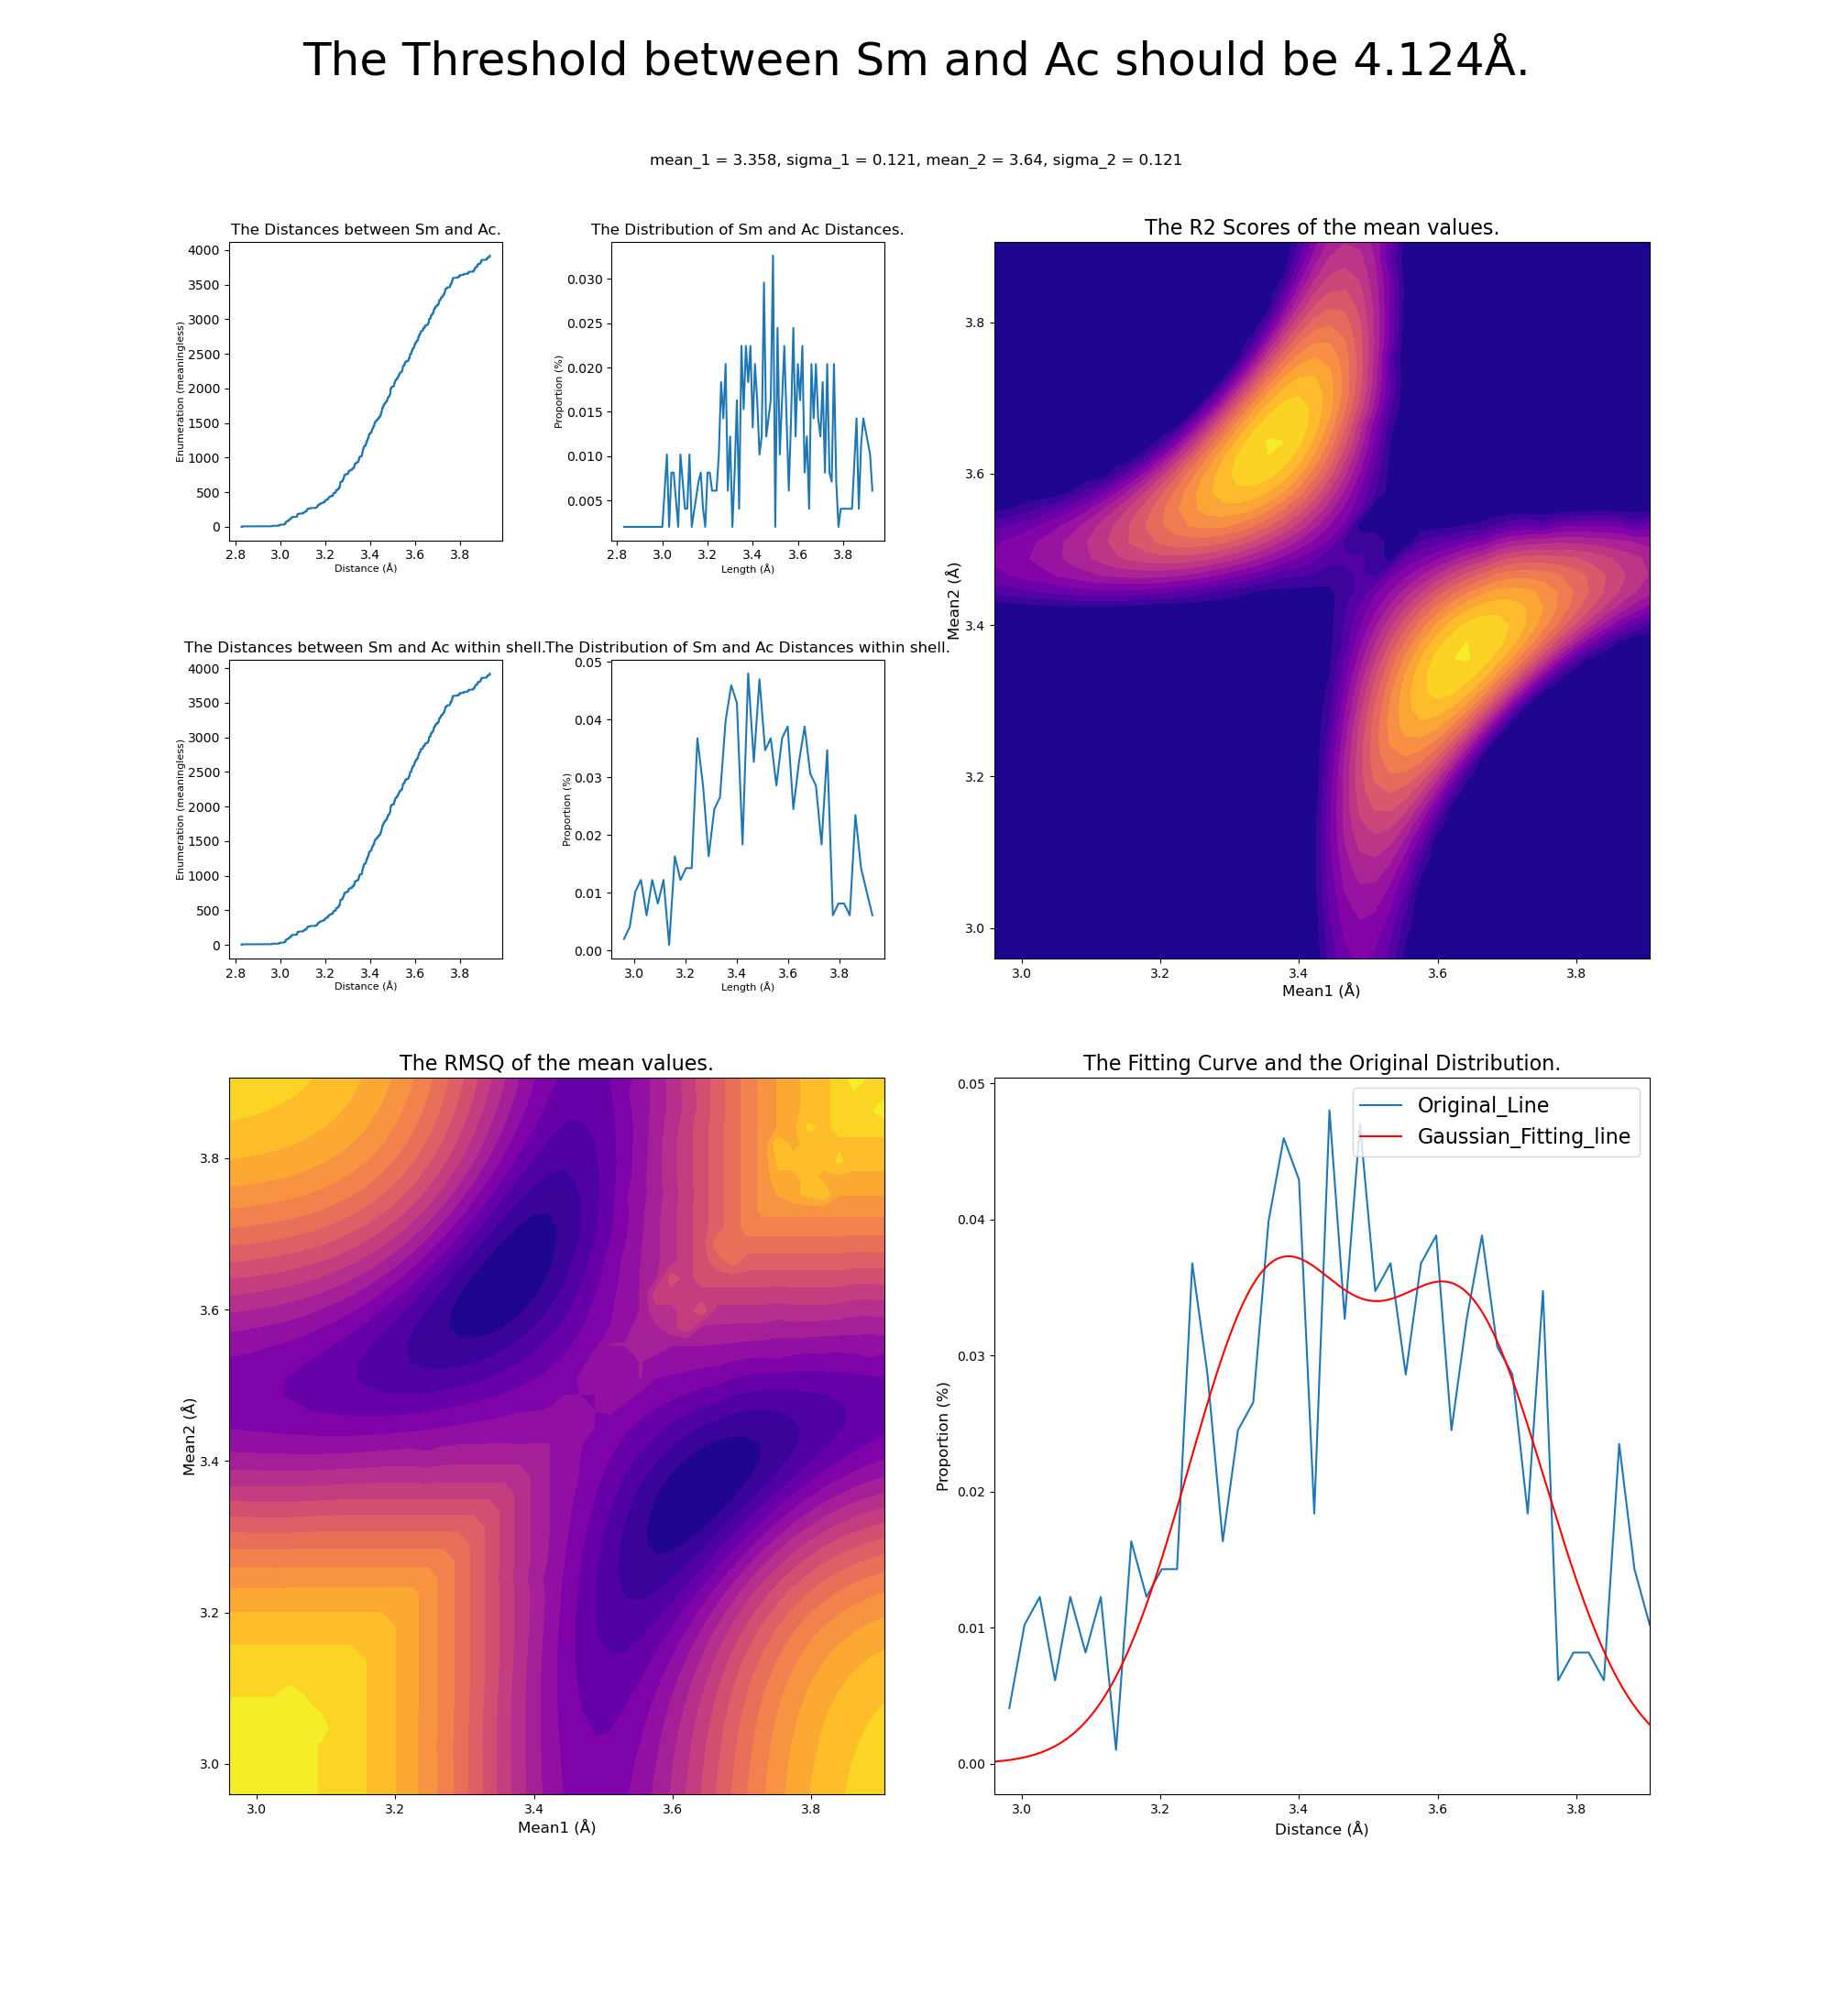 The Threshold between Sm and Ac should be 4.124Å.
mean_1 = 3.358, sigma_1 = 0.121, mean_2 = 3.64, sigma_2 = 0.121
The Distances between Sm and Ac.
4000
3500
3000
2500
2000
1500
1000
500
0
Enumeration (meaningless)
2.8 3.0 3.2 3.4 3.6 3.8
Distance (Å)
The Distribution of Sm and Ac Distances.
0.030
0.025
0.020
0.015
0.010
0.005
Proportion (%)
2.8 3.0 3.2 3.4 3.6 3.8
Length (Å)
The R2 Scores of the mean values.
3.8
3.6
3.4
3.2
3.0
Mean2 (Å)
3.0 3.2 3.4 3.6 3.8
Mean1 (Å)
The Distances between Sm and Ac within shell.
4000
3500
3000
2500
2000
1500
1000
500
0
Enumeration (meaningless)
2.8 3.0 3.2 3.4 3.6 3.8
Distance (Å)
The Distribution of Sm and Ac Distances within shell.
0.05
0.04
0.03
0.02
0.01
0.00
Proportion (%)
3.0 3.2 3.4 3.6 3.8
Length (Å)
The RMSQ of the mean values.
3.8
3.6
3.4
3.2
3.0
Mean2 (Å)
3.0 3.2 3.4 3.6 3.8
Mean1 (Å)
The Fitting Curve and the Original Distribution.
Original_Line
Gaussian_Fitting_line
0.05
0.04
0.03
0.02
0.01
0.00
Proportion (%)
3.0 3.2 3.4 3.6 3.8
Distance (Å)